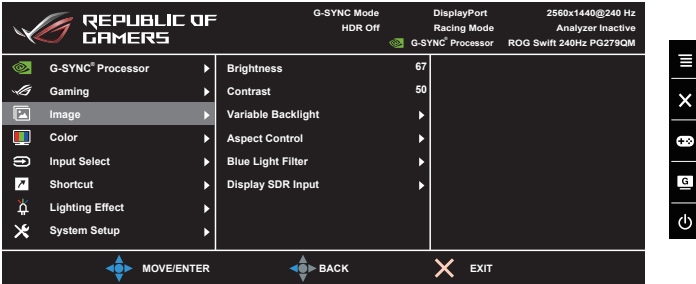 REPUBLIC OF
GAMERS
G-SYNC Mode DisplayPort 2560x1440@240 Hz
HDR Off Racing Mode Analyzer Inactive
G-SYNC® Processor ROG Swift 240Hz PG279QM
G-SYNC® Processor
Gaming
Image
Color
Input Select
Shortcut
Lighting Effect
System Setup
Brightness 67
Contrast 50
Variable Backlight
Aspect Control
Blue Light Filter
Display SDR Input
MOVE/ENTER BACK EXIT
G